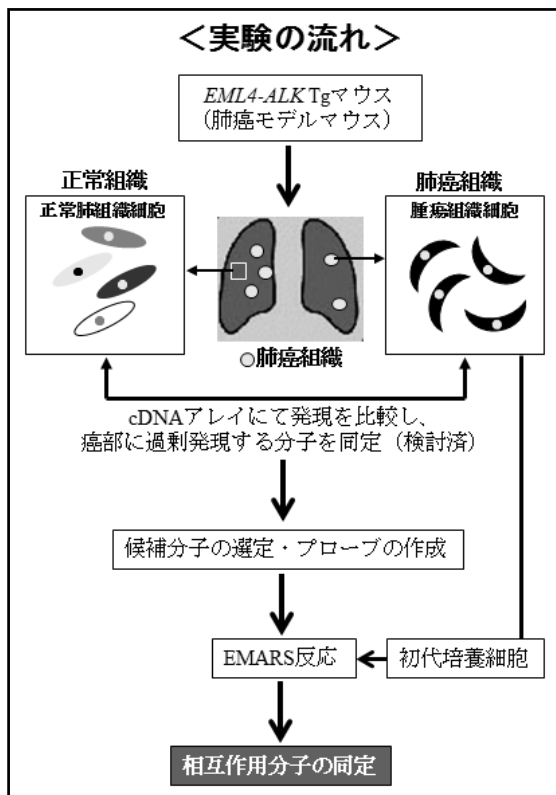 ＜実験の流れ＞
EML4-ALK Tgマウス
（肺癌モデルマウス）
正常組織
正常肺組織細胞
肺癌組織
腫瘍組織細胞
○肺癌組織
cDNAアレイにて発現を比較し、
癌部に過剰発現する分子を同定（検討済）
候補分子の選定・プローブの作成
EMARS反応
初代培養細胞
相互作用分子の同定